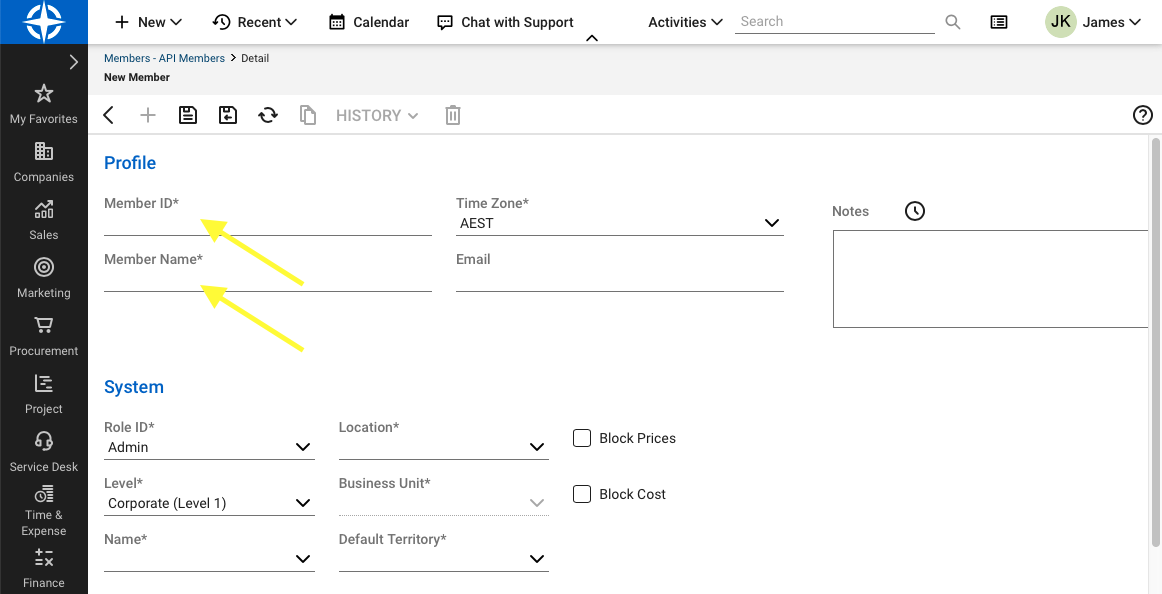 New
Recent
Calendar
Chat with Support
Activities
Search
JK
James
Members - API Members > Detail
New Member
My Favorites
Companies
Sales
Marketing
Procurement
Project
Service Desk
Time &
Expense
Finance
HISTORY
Profile
Member ID*
Time Zone*
AEST
Notes
Member Name*
Email
System
Role ID*
Admin
Location*
Block Prices
Level*
Corporate (Level 1)
Business Unit*
Block Cost
Name*
Default Territory*